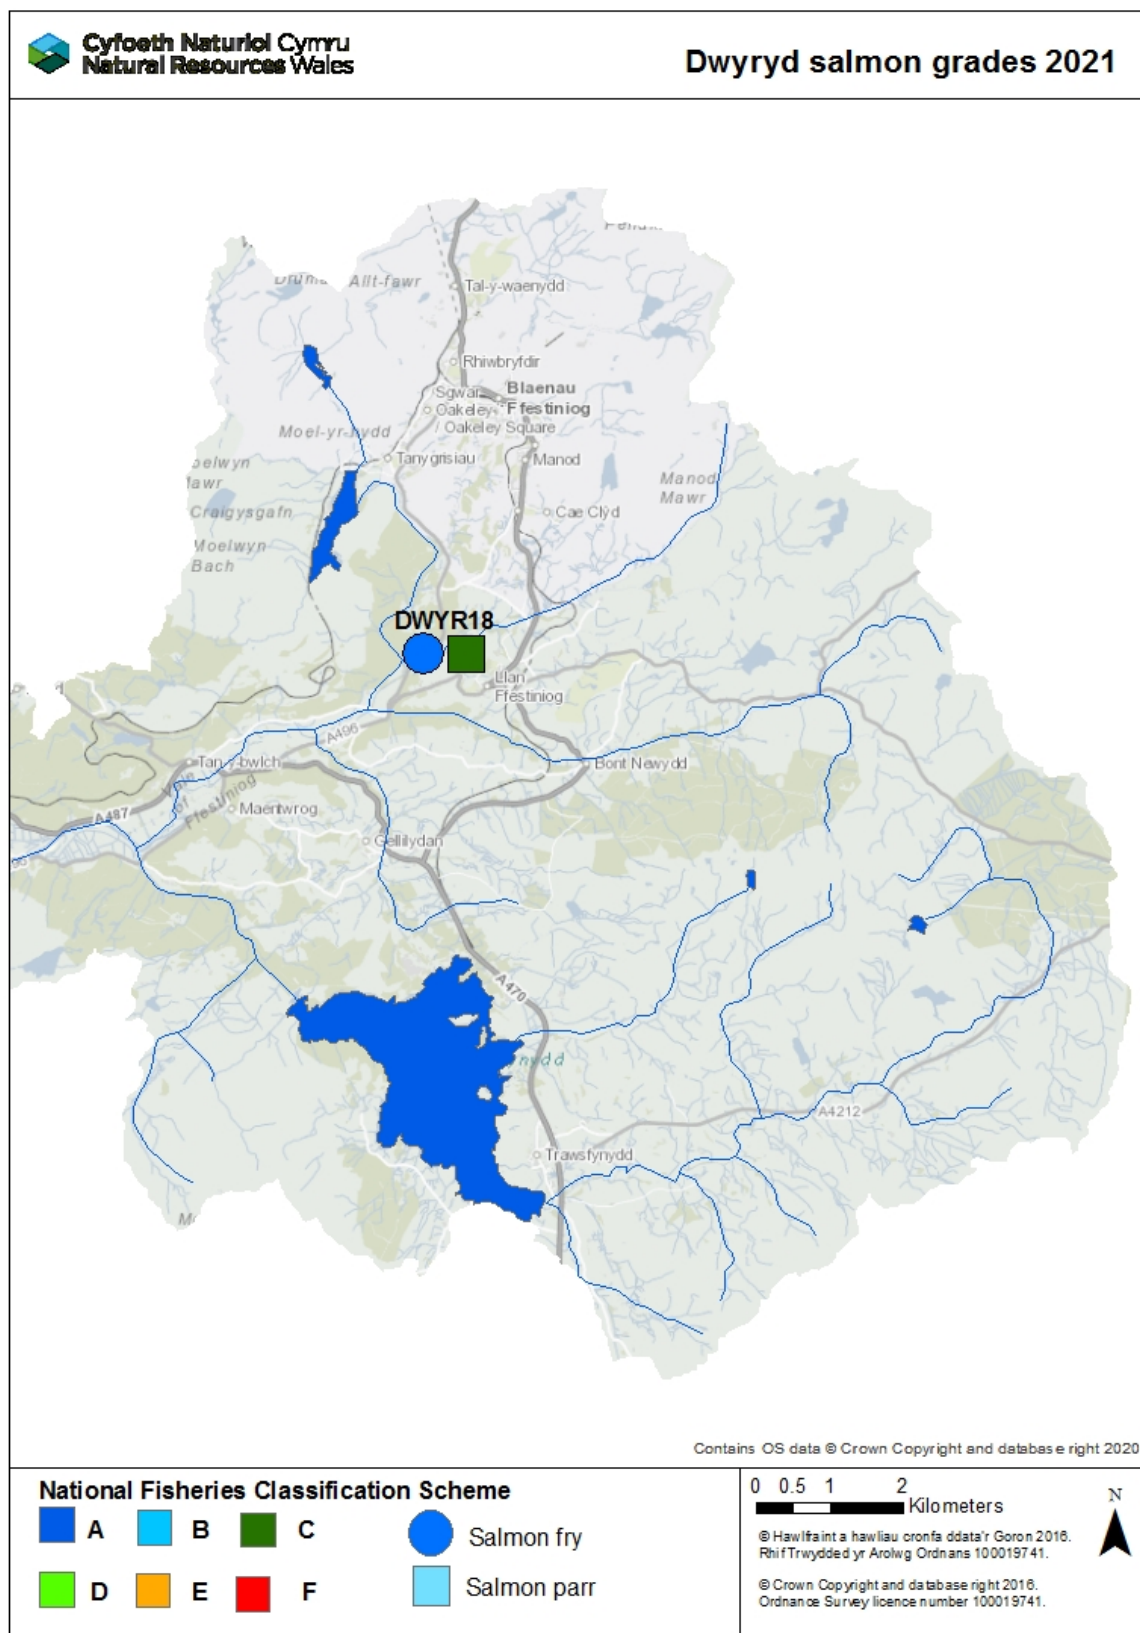 Cyfoeth Naturiol Cymru
Natural Resources Wales
Dwyryd salmon grades 2021
Allt-fawr
Tal-y-waenydd
Rhiwbryfdir
Blaenau
Ffestiniog
Sgwar
Oakeley
/ Oakeley Square
Moel-yr-hydd
Tanygrisiau
Manod
Manod
Mawr
Craigysgafn
Cae Clyd
Moelwyn
Bach
DWYR18
Llan
Ffestiniog
A496
Tan-y-bwlch
Bont Newydd
Vale
of
Ffestiniog
Maentwrog
A487
Gellilydan
A470
A4212
Trawsfynydd
Contains OS data © Crown Copyright and database right 2020
National Fisheries Classification Scheme
A B C
D E F
Salmon fry
Salmon parr
0 0.5 1 2
Kilometers
N
© Hawlfraint a hawliau cronfa ddata'r Goron 2016.
Rhif Trwydded yr Arolwg Ordnans 100019741.
© Crown Copyright and database right 2016.
Ordnance Survey licence number 100019741.